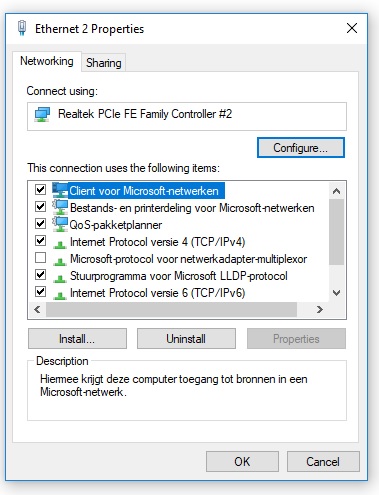 Ethernet 2 Properties
Networking
Sharing
Connect using:
Realtek PCIe FE Family Controller #2
Configure...
This connection uses the following items:
Client voor Microsoft-netwerken
Bestands- en printerdeling voor Microsoft-netwerken
QoS-pakketplanner
Internet Protocol versie 4 (TCP/IPv4)
Microsoft-protocol voor netwerkadapter-multiplexor
Stuurprogramma voor Microsoft LLDP-protocol
Internet Protocol versie 6 (TCP/IPv6)
Install...
Uninstall
Properties
Description
Hiermee krijgt deze computer toegang tot bronnen in een
Microsoft-netwerk.
OK
Cancel